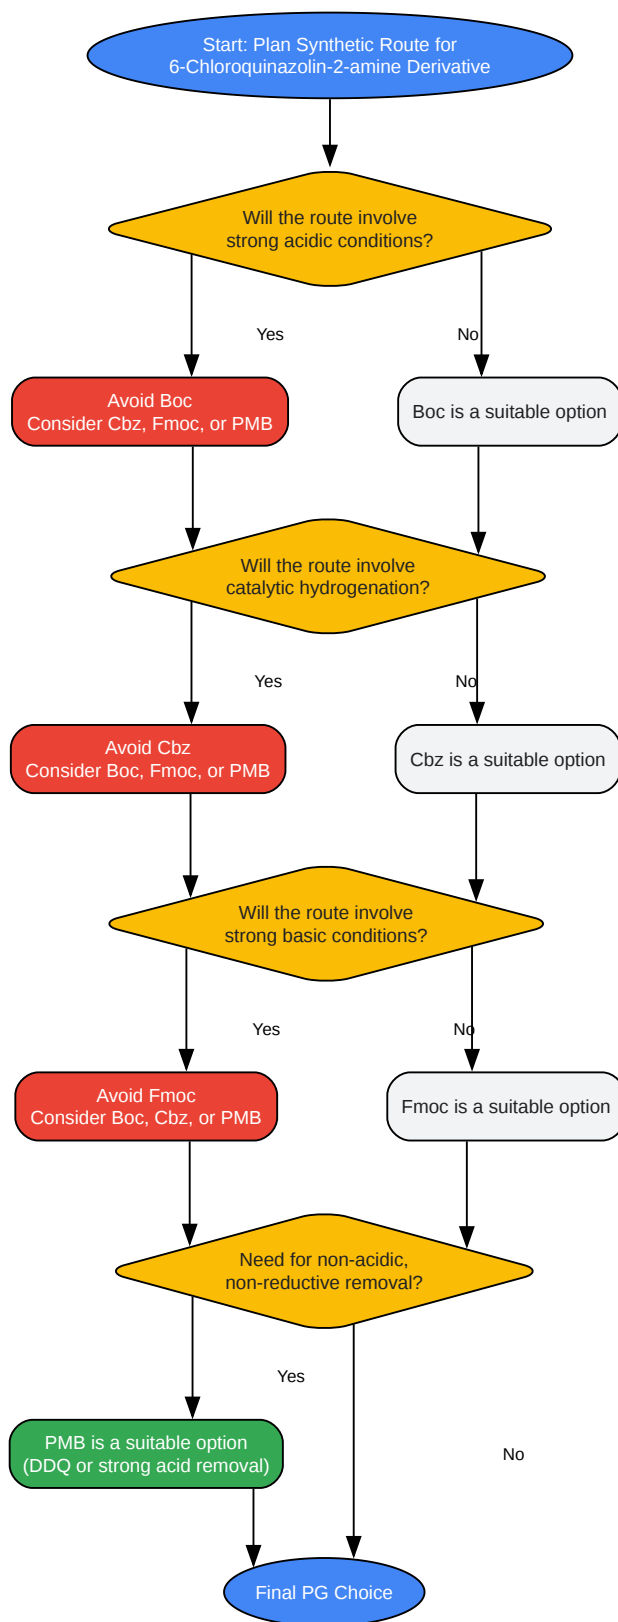 Start: Plan Synthetic Route for
6-Chloroquinazolin-2-amine Derivative
Will the route involve
strong acidic conditions?
Yes
No
Avoid Boc
Consider Cbz, Fmoc, or PMB
Boc is a suitable option
Will the route involve
catalytic hydrogenation?
Yes
No
Avoid Cbz
Consider Boc, Fmoc, or PMB
Cbz is a suitable option
Will the route involve
strong basic conditions?
Yes
No
Avoid Fmoc
Consider Boc, Cbz, or PMB
Fmoc is a suitable option
Need for non-acidic,
non-reductive removal?
Yes
PMB is a suitable option
(DDQ or strong acid removal)
No
Final PG Choice